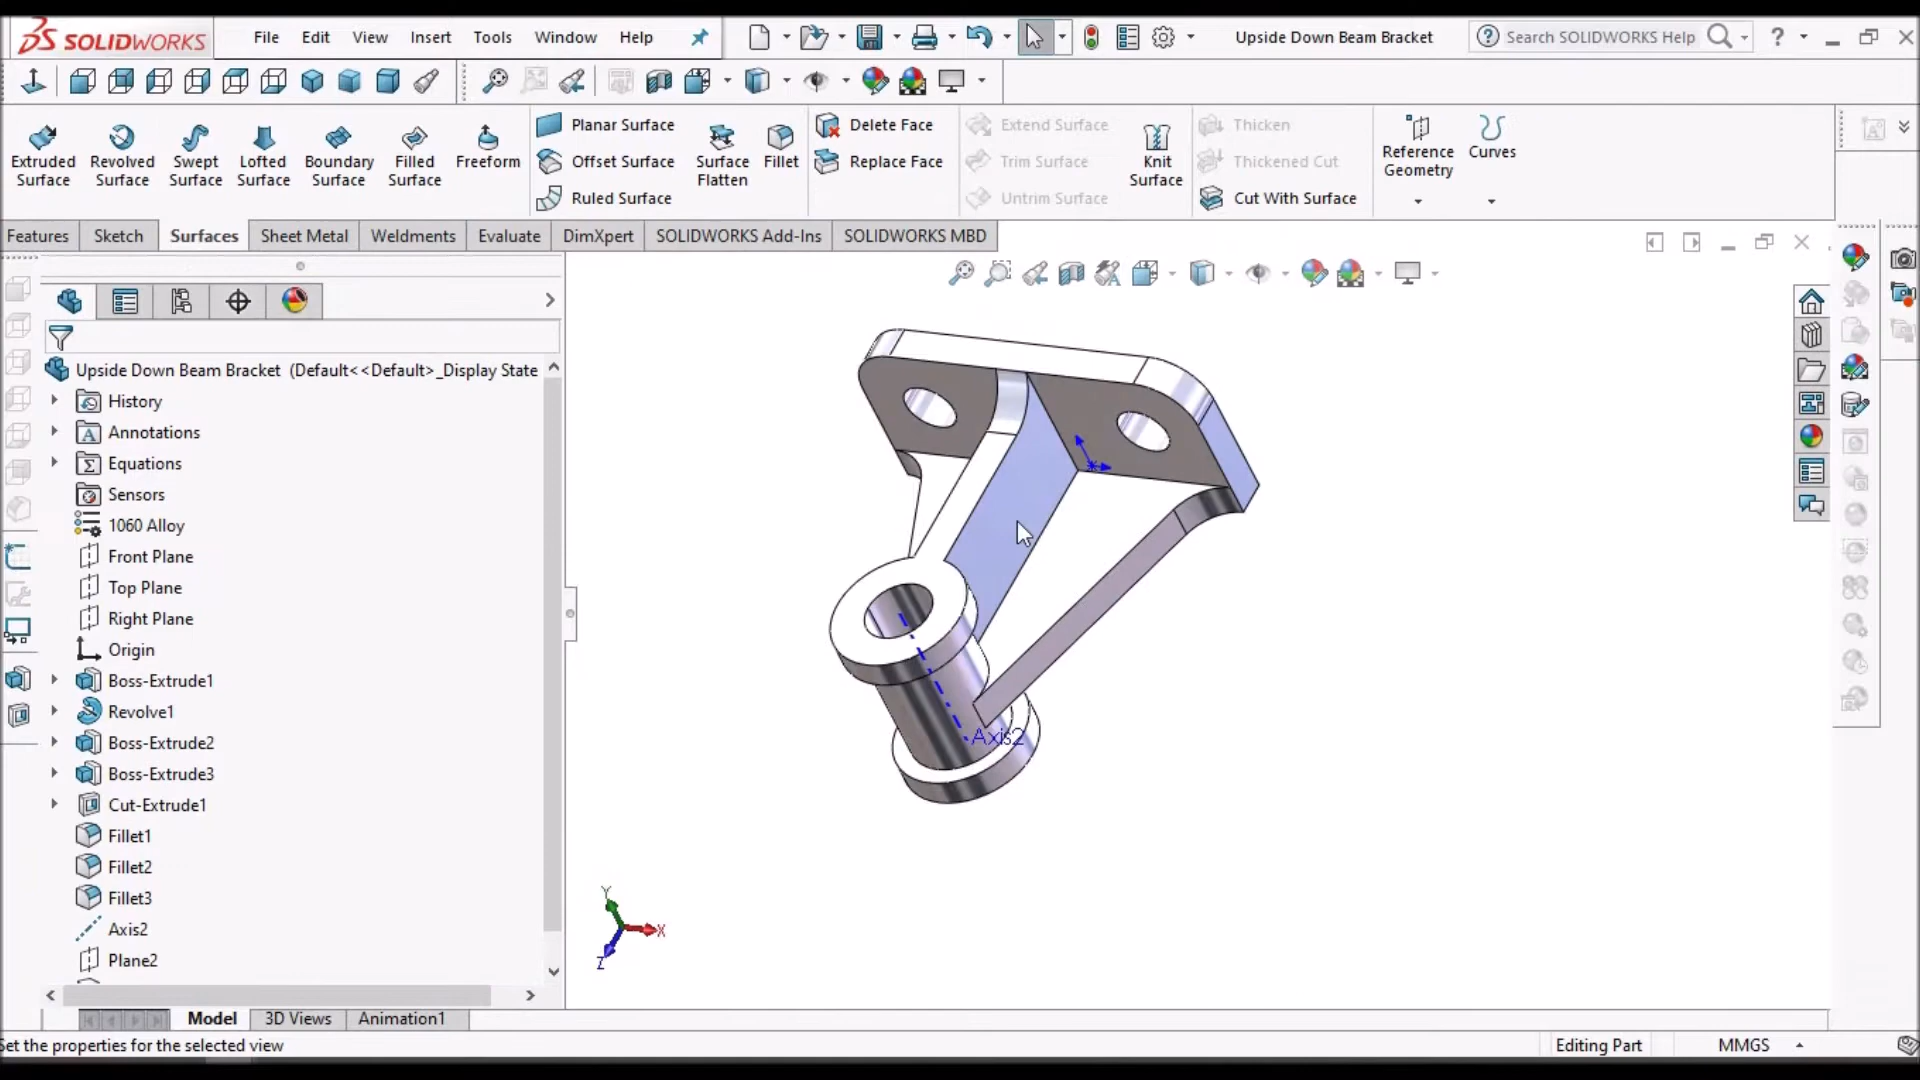 SOLIDWORKS File Edit View Insert Tools Window Help Upside Down Beam Bracket Search SOLIDWORKS Help ?
Extruded Surface
Revolved Surface
Swept Surface
Lofted Surface
Boundary Surface
Filled Surface
Freeform
Planar Surface
Offset Surface
Ruled Surface
Surface Flatten
Fillet
Delete Face
Replace Face
Extend Surface
Trim Surface
Untrim Surface
Knit Surface
Thicken
Thickened Cut
Cut With Surface
Reference Geometry
Curves
Features Sketch Surfaces Sheet Metal Weldments Evaluate DimXpert SOLIDWORKS Add-Ins SOLIDWORKS MBD
Upside Down Beam Bracket (Default<<Default>_Display State
History
Annotations
Equations
Sensors
1060 Alloy
Front Plane
Top Plane
Right Plane
Origin
Boss-Extrude1
Revolve1
Boss-Extrude2
Boss-Extrude3
Cut-Extrude1
Fillet1
Fillet2
Fillet3
Axis2
Plane2
Axis2
Y
X
Z
Model 3D Views Animation1
Set the properties for the selected view Editing Part MMGS